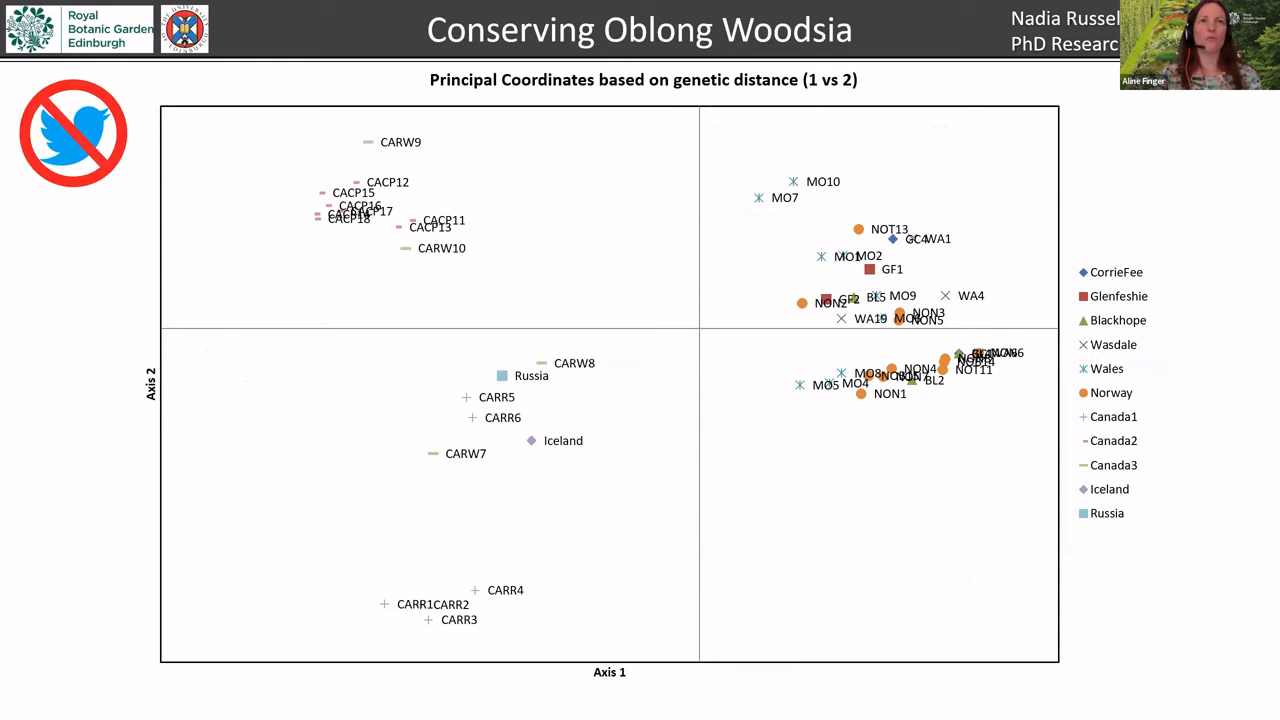 Royal
Botanic Garden
Edinburgh
Conserving Oblong Woodsia
Nadia Russel
PhD Researc
Aline Finger
Principal Coordinates based on genetic distance (1 vs 2)
CARW9
CACP12
CACP15
CACP16
CACP17
CACP18
CACP11
CACP13
CARW10
MO10
MO7
NOT13
GC4
WA1
MO1
MO2
GF1
NON2
GF2
BL5
MO9
WA4
WA19
NON3
NON5
CARW8
Russia
CARR5
CARR6
Iceland
CARW7
NOT11
NON4
MO8
MO5
MO4
BL2
NON1
CARR4
CARR1
CARR2
CARR3
Axis 2
Axis 1
CorrieFee
Glenfeshie
Blackhope
Wasdale
Wales
Norway
Canada1
Canada2
Canada3
Iceland
Russia